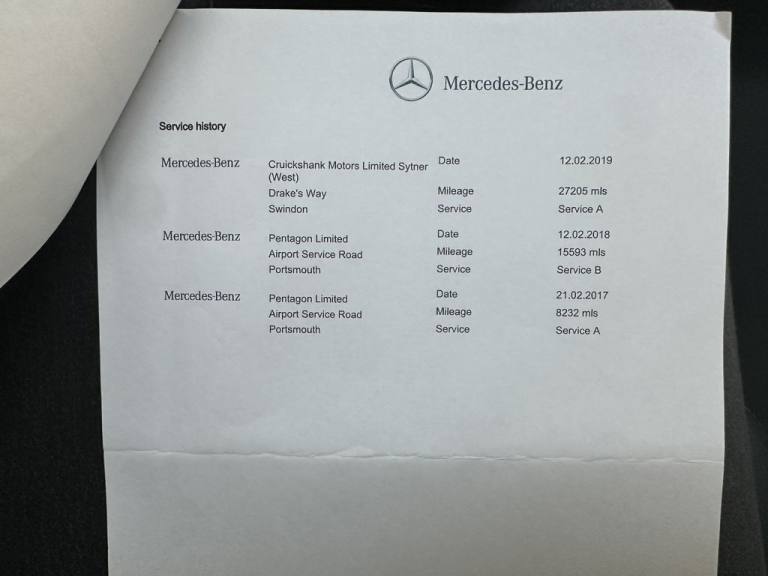 Mercedes-Benz
Service history
Mercedes-Benz Cruickshank Motors Limited Sytner Date 12.02.2019
(West)
Drake's Way Mileage 27205 mls
Swindon Service Service A
Mercedes-Benz Pentagon Limited Date 12.02.2018
Airport Service Road Mileage 15593 mls
Portsmouth Service Service B
Mercedes-Benz Pentagon Limited Date 21.02.2017
Airport Service Road Mileage 8232 mls
Portsmouth Service Service A